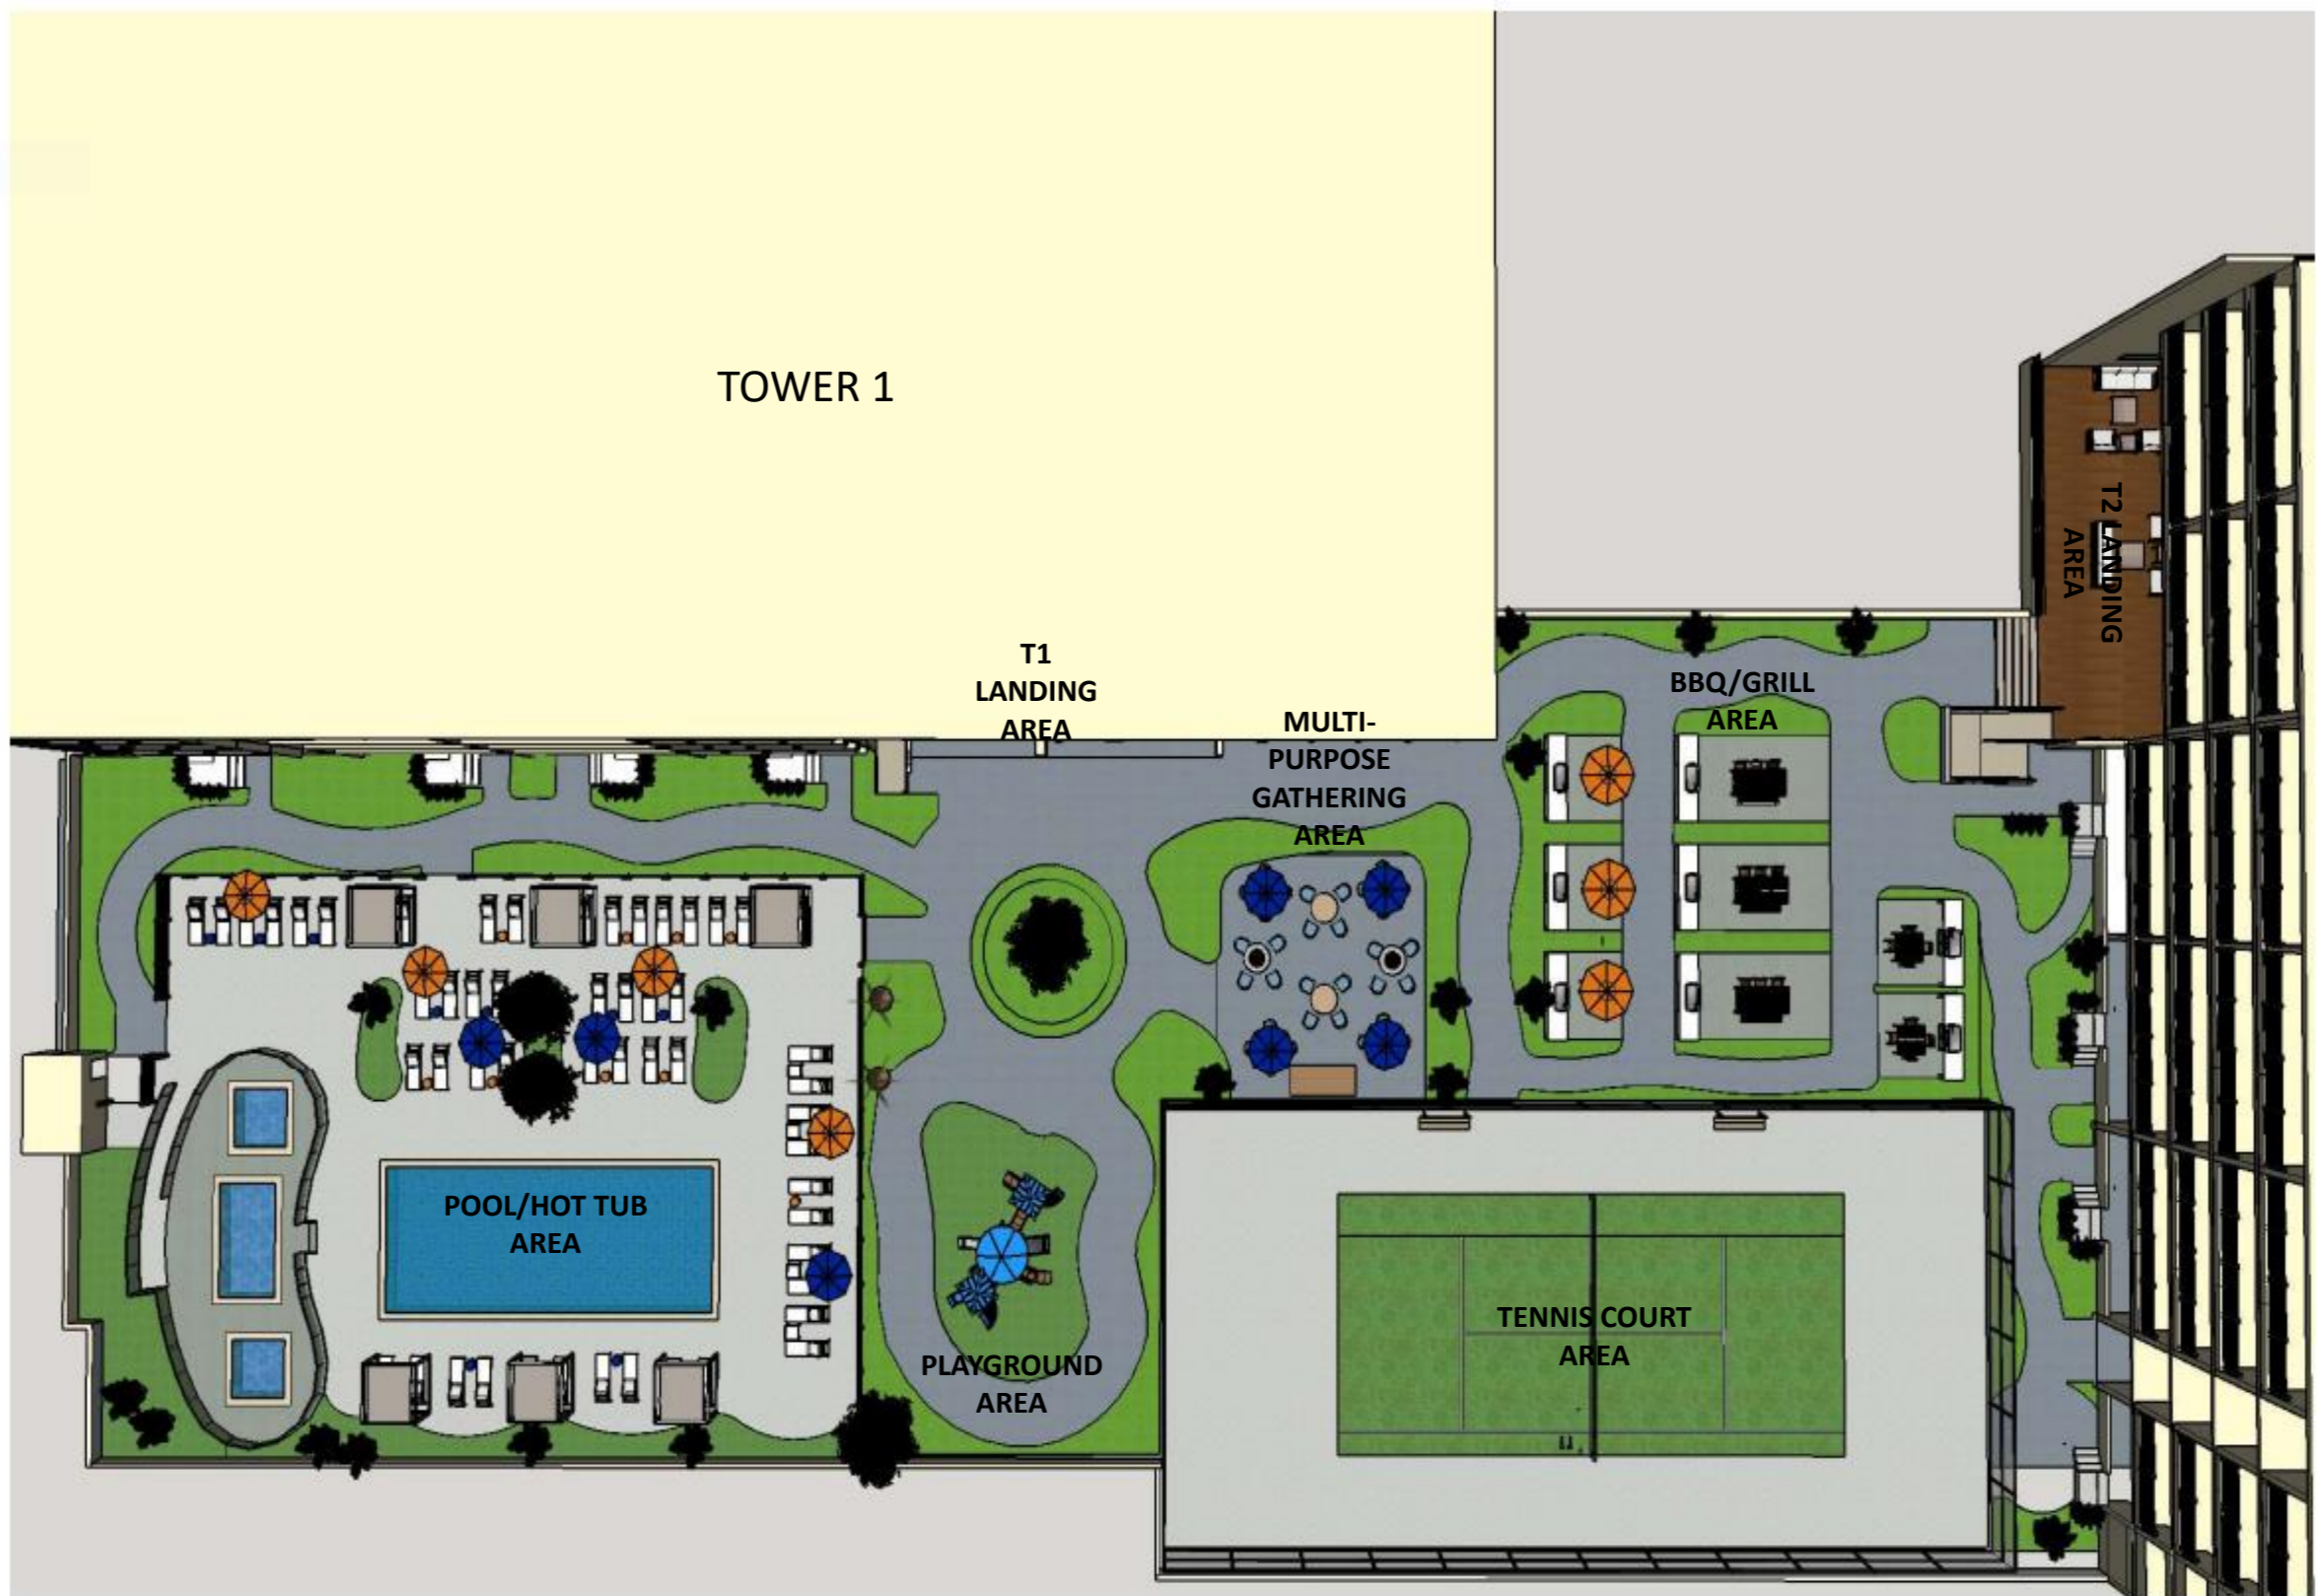 TOWER 1
T1
LANDING
AREA
MULTI-
PURPOSE
GATHERING
AREA
BBQ/GRILL
AREA
T2 LANDING
AREA
POOL/HOT TUB
AREA
PLAYGROUND
AREA
TENNIS COURT
AREA